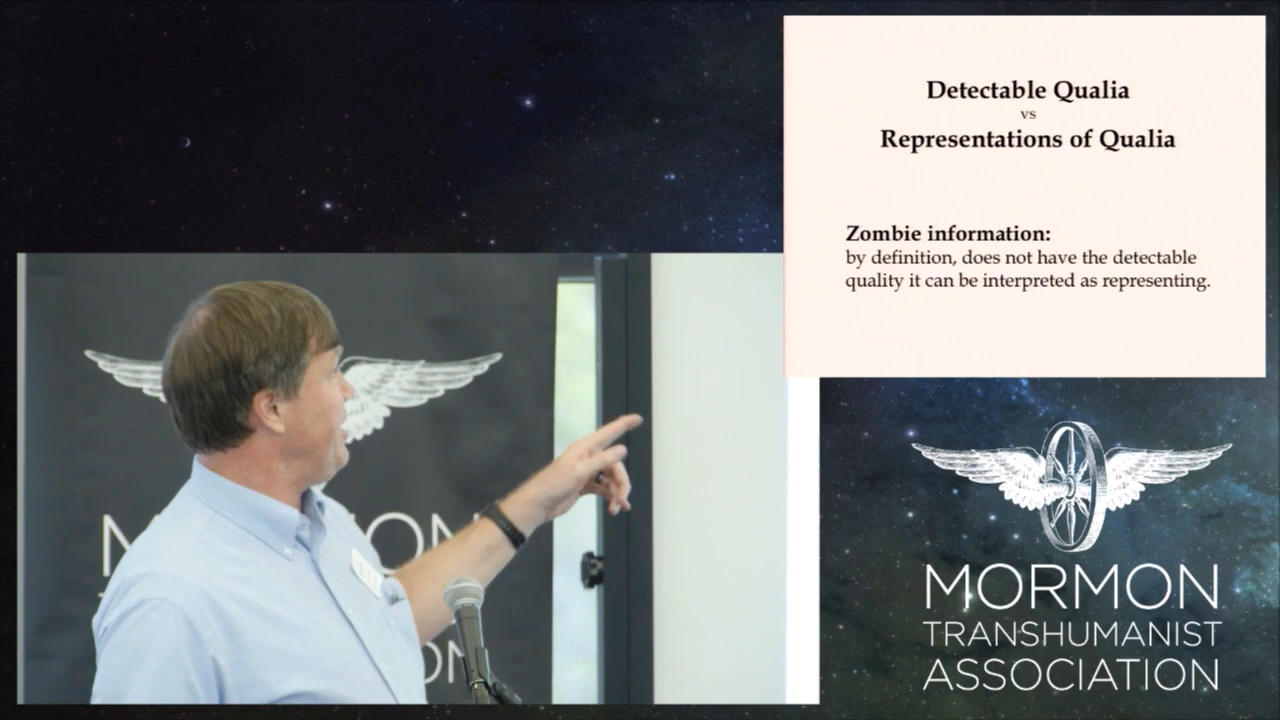 Detectable Qualia
vs
Representations of Qualia
Zombie information:
by definition, does not have the detectable
quality it can be interpreted as representing.
MORMON
TRANSHUMANIST
ASSOCIATION